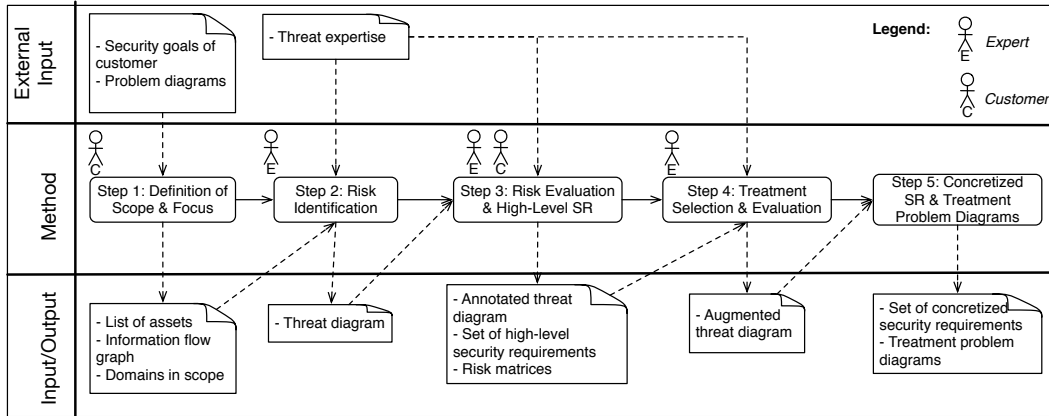 External
Input
- Security goals of
customer
- Problem diagrams
- Threat expertise
Legend:
E
Expert
C
Customer
Method
C
E
E
C
E
Step 1: Definition of
Scope & Focus
Step 2: Risk
Identification
Step 3: Risk Evaluation
& High-Level SR
Step 4: Treatment
Selection & Evaluation
Step 5: Concretized
SR & Treatment
Problem Diagrams
Input/Output
- List of assets
- Information flow
graph
- Domains in scope
- Threat diagram
- Annotated threat
diagram
- Set of high-level
security requirements
- Risk matrices
- Augmented
threat diagram
- Set of concretized
security requirements
- Treatment problem
diagrams